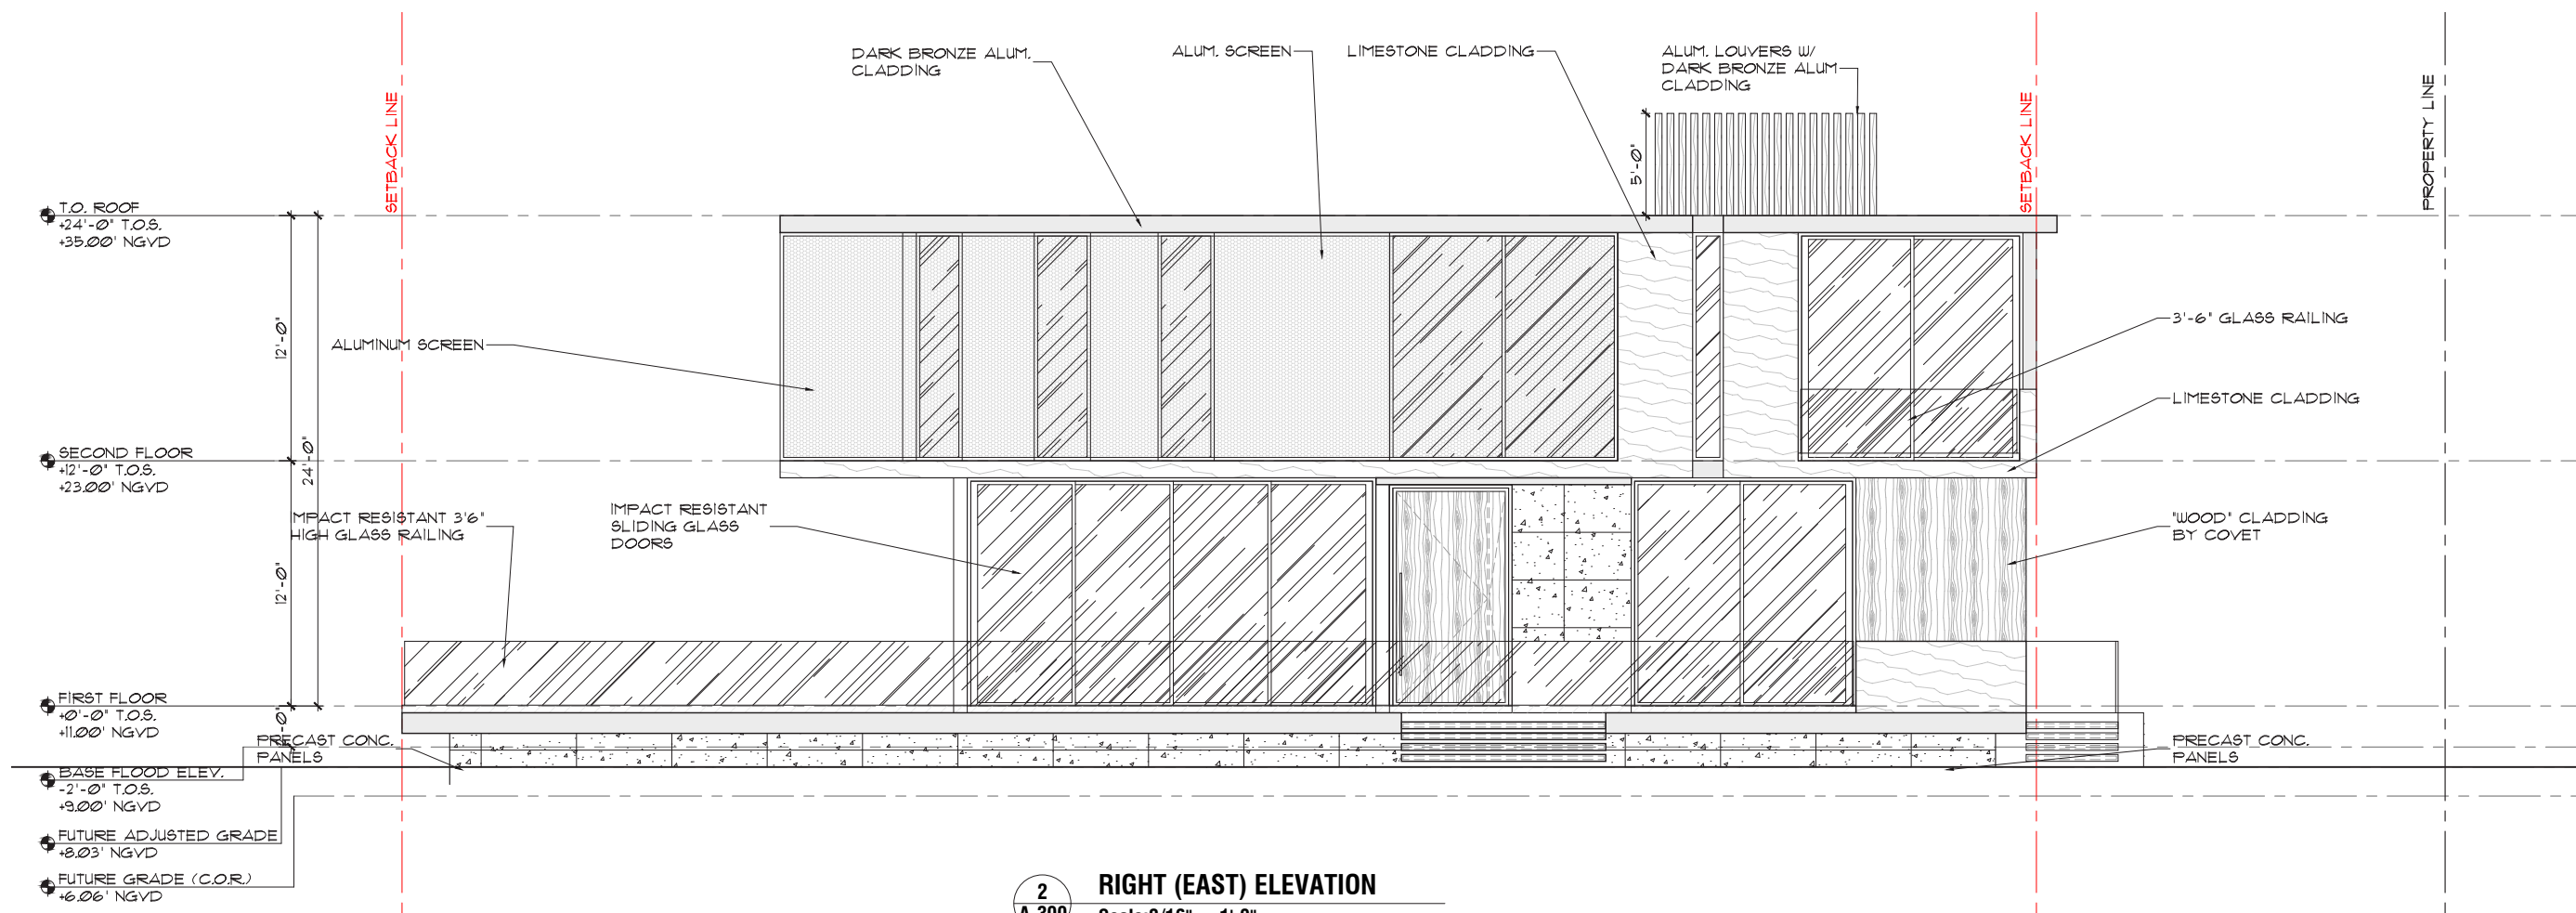 DARK BRONZE ALUM.
CLADDING
ALUM. SCREEN
LIMESTONE CLADDING
ALUM. LOUVERS W/
DARK BRONZE ALUM
CLADDING
SETBACK LINE
SETBACK LINE
PROPERTY LINE
5'-0"
T.O. ROOF
+24'-0" T.O.S.
+35.00' NGVD
12'-0"
24'-0"
ALUMINUM SCREEN
3'-6" GLASS RAILING
LIMESTONE CLADDING
SECOND FLOOR
+12'-0" T.O.S.
+23.00' NGVD
IMPACT RESISTANT 3'6"
HIGH GLASS RAILING
IMPACT RESISTANT
SLIDING GLASS
DOORS
"WOOD" CLADDING
BY COVET
12'-0"
FIRST FLOOR
+0'-0" T.O.S.
+11.00' NGVD
PRECAST CONC.
PANELS
PRECAST CONC.
PANELS
BASE FLOOD ELEV.
-2'-0" T.O.S.
+9.00' NGVD
FUTURE ADJUSTED GRADE
+8.03' NGVD
FUTURE GRADE (C.O.R.)
+6.06' NGVD
2
A-300
RIGHT (EAST) ELEVATION